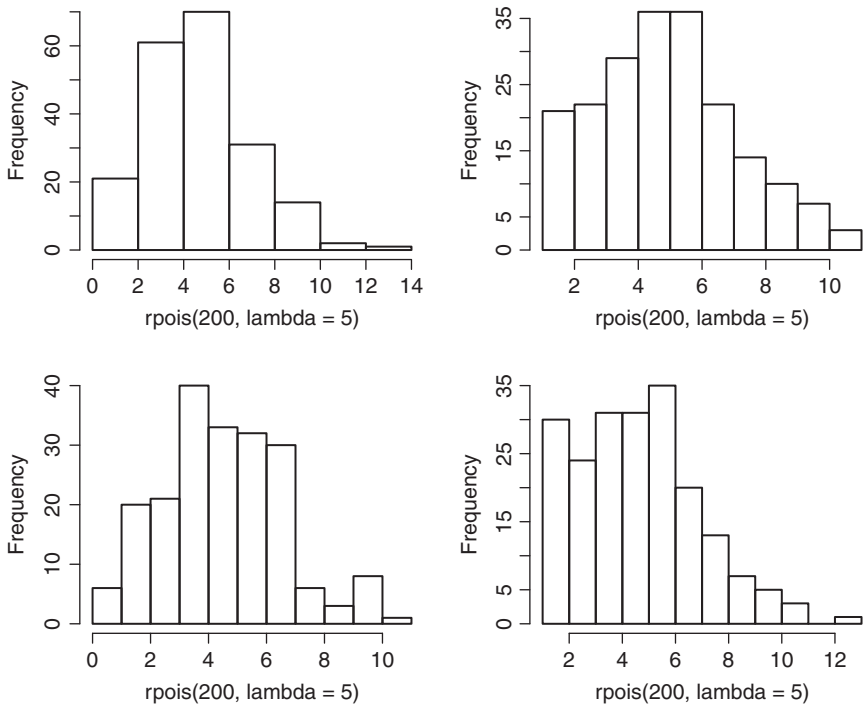 Frequency
0 20 40 60
0 2 4 6 8 10 12 14
rpois(200, lambda = 5)
Frequency
0 5 15 25 35
2 4 6 8 10
rpois(200, lambda = 5)
Frequency
0 10 20 30 40
0 2 4 6 8 10
rpois(200, lambda = 5)
Frequency
0 5 15 25 35
2 4 6 8 10 12
rpois(200, lambda = 5)